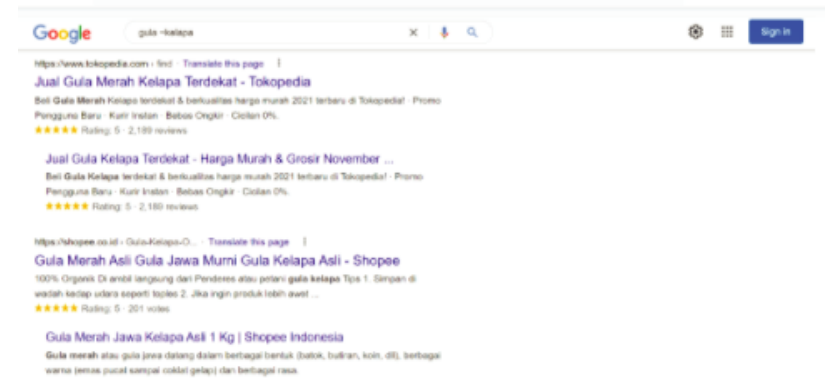 Google
gula ~kelapa
Sign in
https://www.tokopedia.com › find · Translate this page
Jual Gula Merah Kelapa Terdekat - Tokopedia
Beli Gula Merah Kelapa terdekat & berkualitas harga murah 2021 terbaru di Tokopedia! · Promo
Pengguna Baru · Kurir Instan · Bebas Ongkir · Cicilan 0%.
Rating: 5 · 2,189 reviews
Jual Gula Kelapa Terdekat - Harga Murah & Grosir November ...
Beli Gula Kelapa terdekat & berkualitas harga murah 2021 terbaru di Tokopedia! · Promo
Pengguna Baru · Kurir Instan · Bebas Ongkir · Cicilan 0%.
Rating: 5 · 2,189 reviews
https://shopee.co.id › Gula-Kelapa-O... · Translate this page
Gula Merah Asli Gula Jawa Murni Gula Kelapa Asli - Shopee
100% Organik Di ambil langsung dari Penderes atau petani gula kelapa Tips 1. Simpan di
wadah kedap udara seperti toples 2. Jika ingin produk lebih awet ...
Rating: 5 · 201 votes
Gula Merah Jawa Kelapa Asli 1 Kg | Shopee Indonesia
Gula merah atau gula jawa datang dalam berbagai bentuk (batok, butiran, koin, dll), berbagai
warna (emas pucat sampai coklat gelap) dan berbagai rasa.